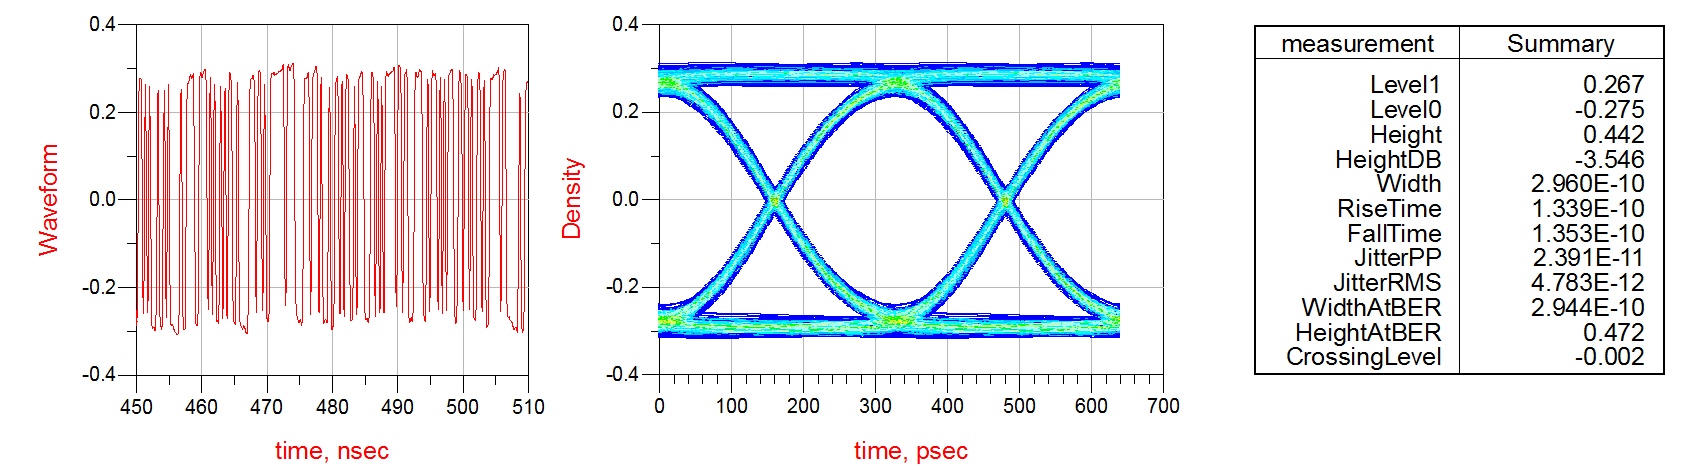 0.4
0.2
0.0
-0.2
-0.4
Waveform
450 460 470 480 490 500 510
time, nsec
0.4
0.2
0.0
-0.2
-0.4
Density
0 100 200 300 400 500 600 700
time, psec
measurement Summary
Level1 0.267
Level0 -0.275
Height 0.442
HeightDB -3.546
Width 2.960E-10
RiseTime 1.339E-10
FallTime 1.353E-10
JitterPP 2.391E-11
JitterRMS 4.783E-12
WidthAtBER 2.944E-10
HeightAtBER 0.472
CrossingLevel -0.002